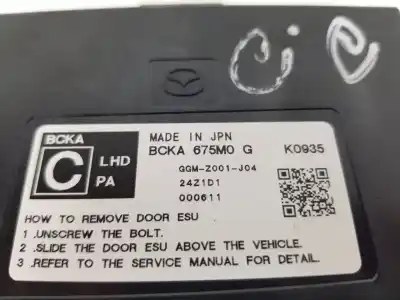 BCKA
C LHD
PA
MADE IN JPN
BCKA 675M0 G K0935
GGM-Z001-J04
24Z1D1
000611
HOW TO REMOVE DOOR ESU
1 .UNSCREW THE BOLT.
2 .SLIDE THE DOOR ESU ABOVE THE VEHICLE.
3 .REFER TO THE SERVICE MANUAL FOR DETAIL.